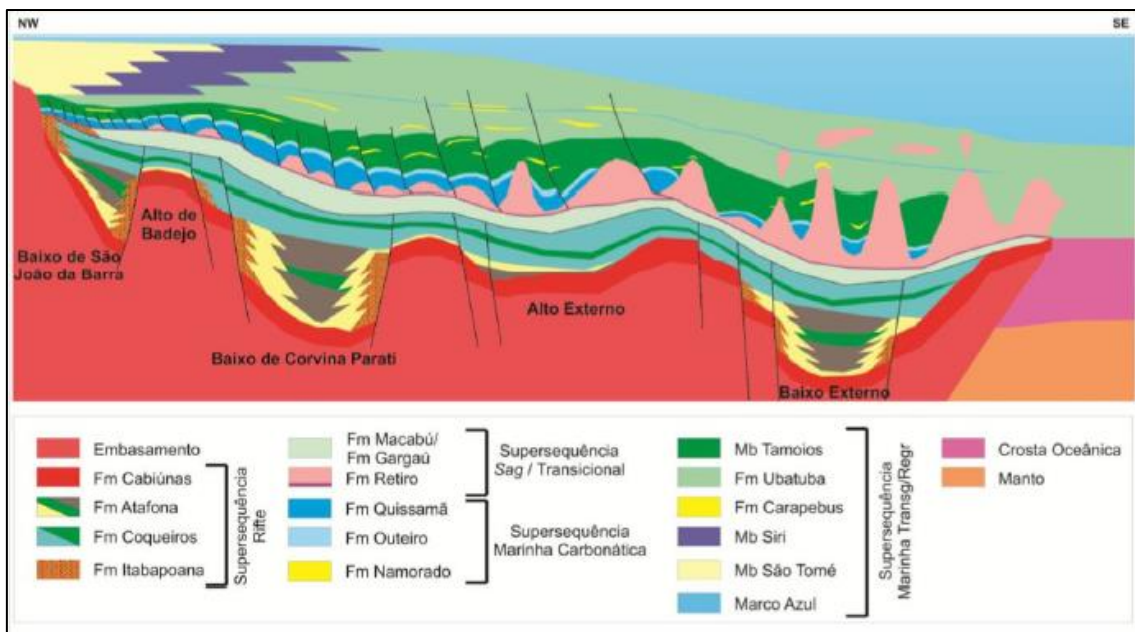 NW
SE
Alto de
Badejo
Baixo de São
João da Barra
Alto Externo
Baixo de Corvina Parati
Baixo Externo
Embasamento
Fm Cabiúnas
Fm Atafona
Fm Coqueiros
Fm Itabapoana
Supersequência
Rifte
Fm Macabú/
Fm Gargaú
Fm Retiro
Supersequência
Sag / Transicional
Fm Quissamã
Fm Outeiro
Fm Namorado
Supersequência
Marinha Carbonática
Mb Tamoios
Fm Ubatuba
Fm Carapebus
Mb Siri
Mb São Tomé
Marco Azul
Supersequência
Marinha Transg/Regr
Crosta Oceânica
Manto